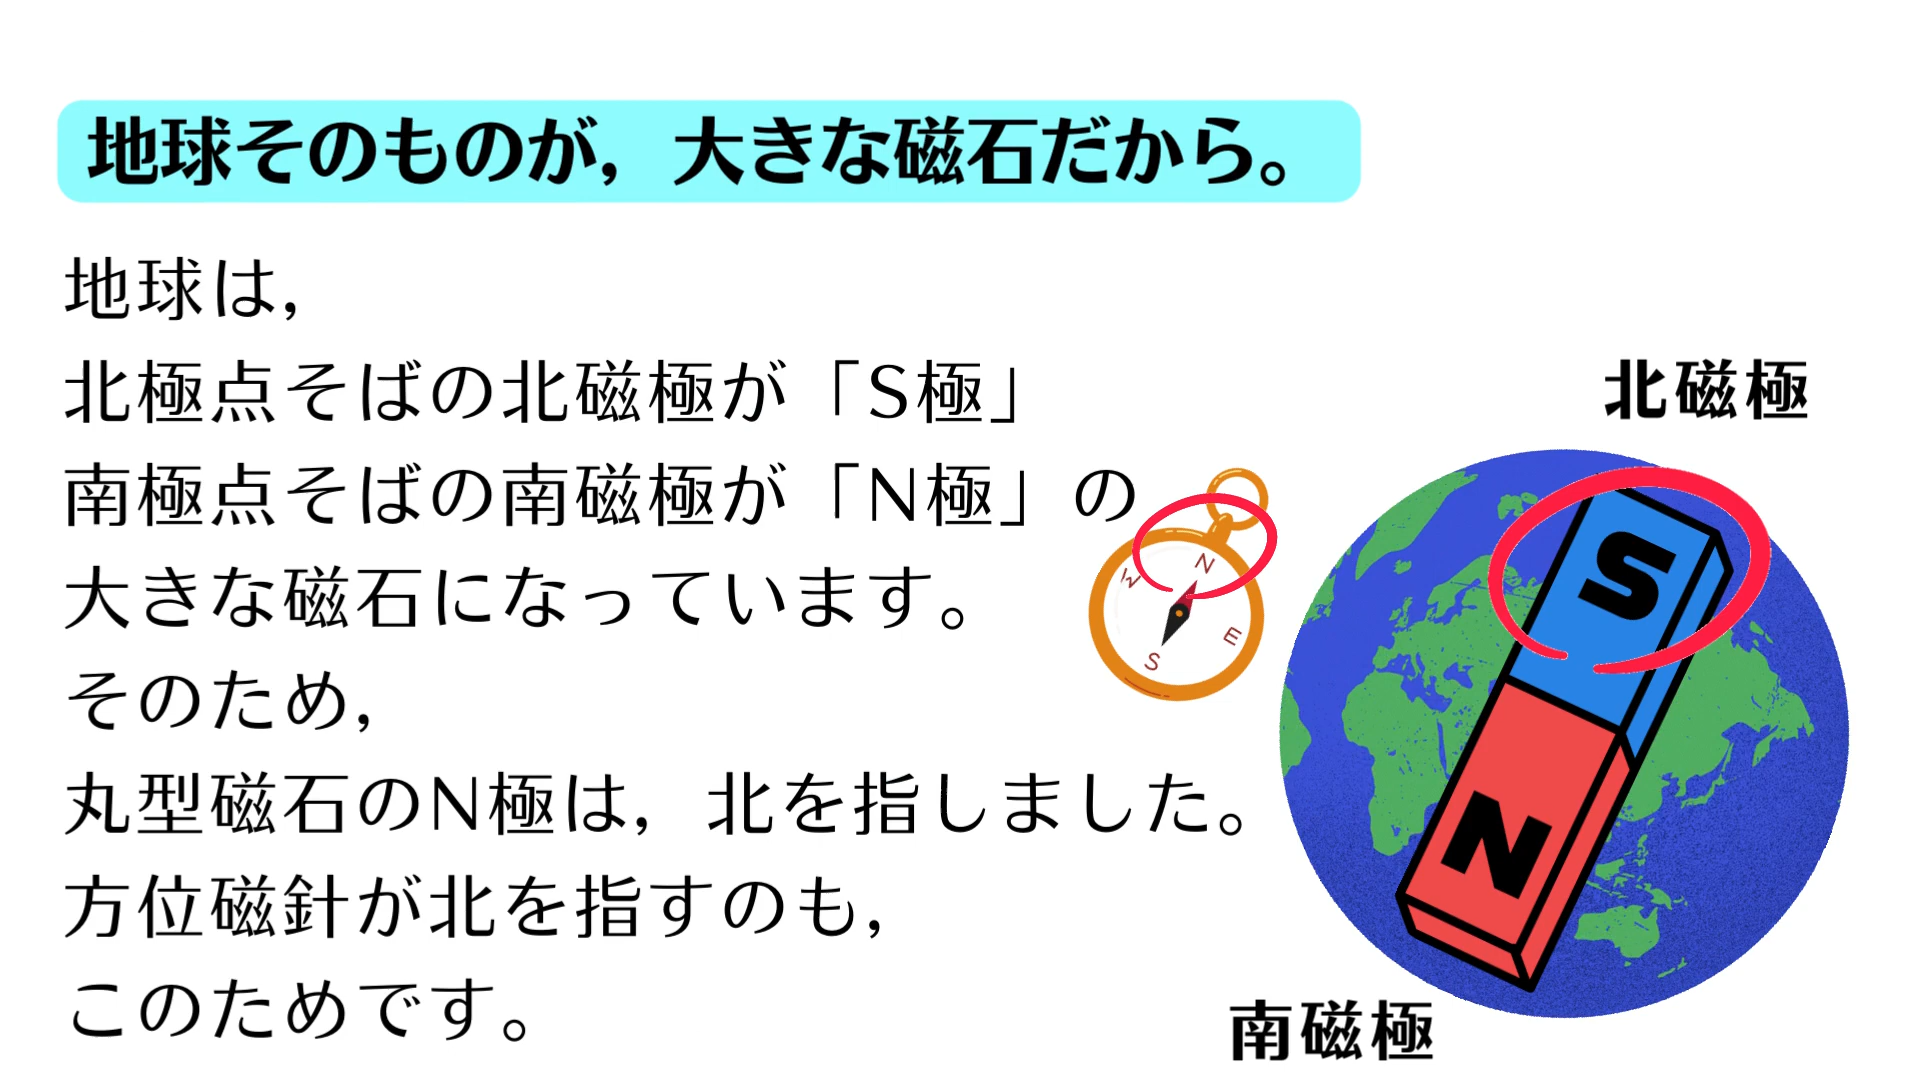 地球そのものが，大きな磁石だから。
地球は，
北極点そばの北磁極が「S極」
南極点そばの南磁極が「N極」の
大きな磁石になっています。
そのため，
丸型磁石のN極は，北を指しました。
方位磁針が北を指すのも，
このためです。
N
W
E
S
北磁極
S
N
南磁極